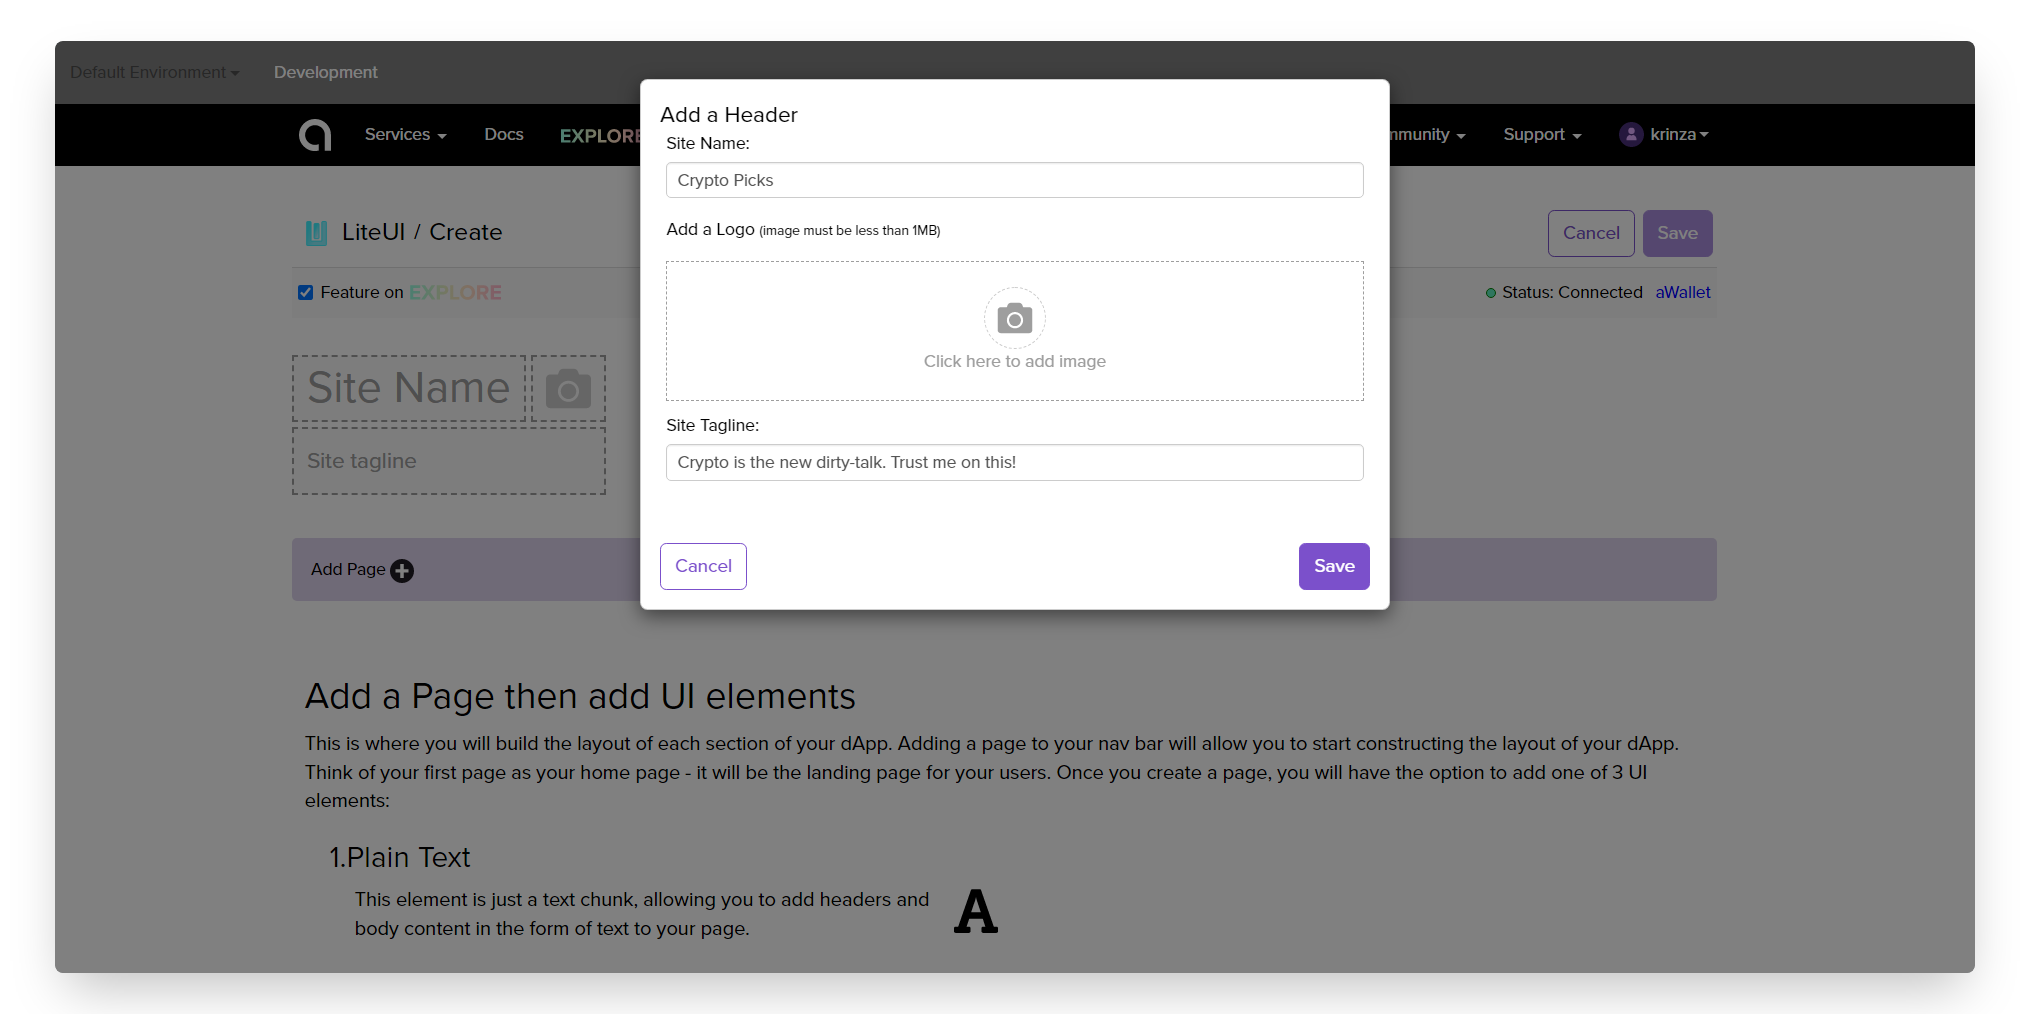 Default Environment Development
Services Docs EXPLORE mmunity Support krinza
Add a Header
Site Name:
Crypto Picks
Add a Logo (image must be less than 1MB)
Click here to add image
Site Tagline:
Crypto is the new dirty-talk. Trust me on this!
Cancel Save
LiteUI / Create
Cancel Save
Feature on EXPLORE
Status: Connected aWallet
Site Name
Site tagline
Add Page
Add a Page then add UI elements
This is where you will build the layout of each section of your dApp. Adding a page to your nav bar will allow you to start constructing the layout of your dApp.
Think of your first page as your home page - it will be the landing page for your users. Once you create a page, you will have the option to add one of 3 UI
elements:
1.Plain Text
This element is just a text chunk, allowing you to add headers and
body content in the form of text to your page.
A